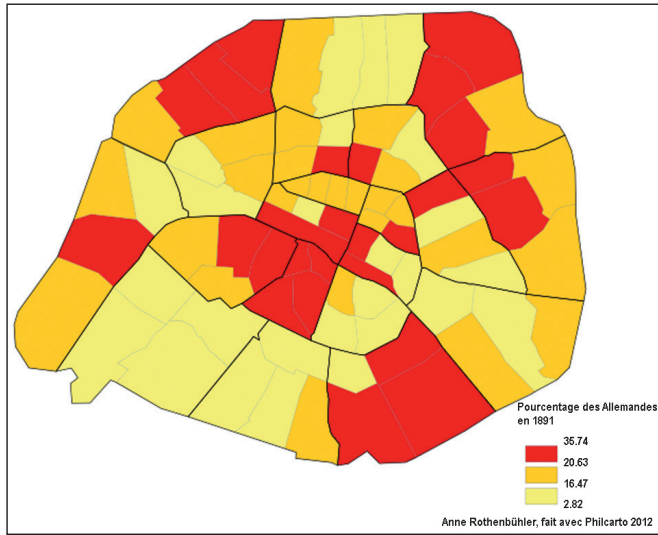 Pourcentage des Allemandes
en 1891
35.74
20.63
16.47
2.82
Anne Rothenbühler, fait avec Philcarto 2012